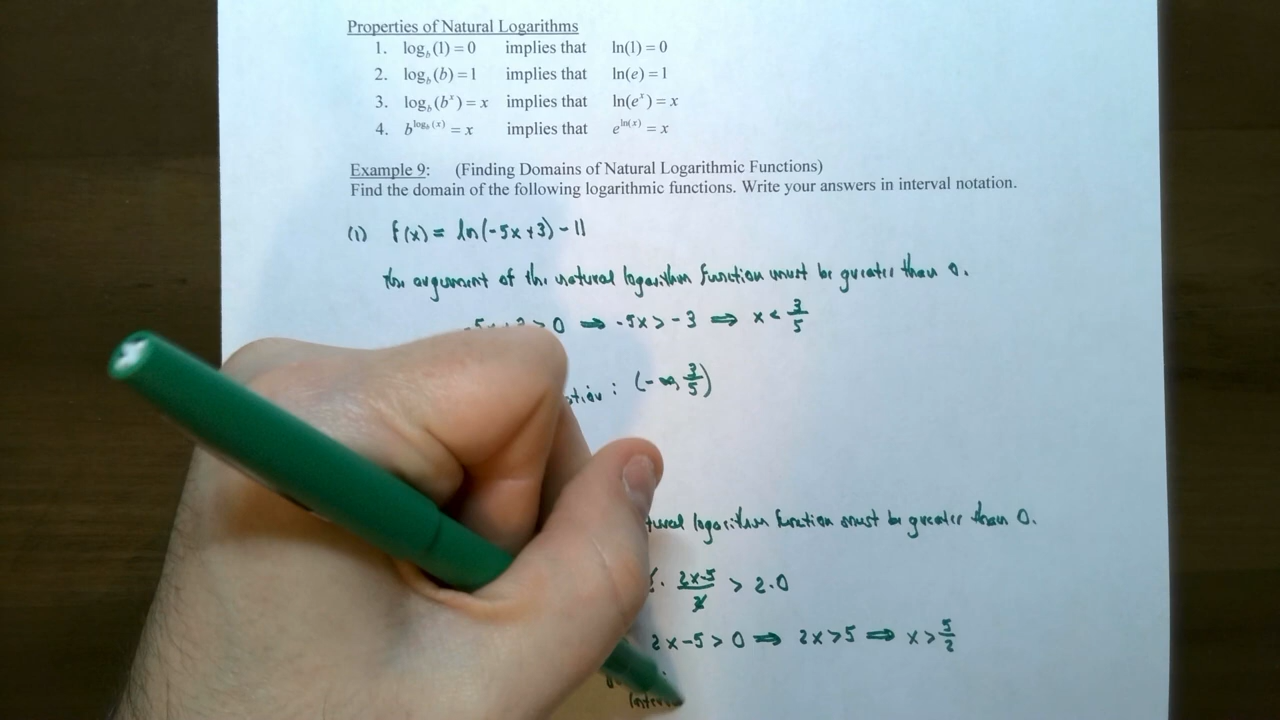 Properties of Natural Logarithms
1. log_b(1) = 0 implies that ln(1) = 0
2. log_b(b) = 1 implies that ln(e) = 1
3. log_b(b^x) = x implies that ln(e^x) = x
4. b^(log_b(x)) = x implies that e^(ln(x)) = x
Example 9: (Finding Domains of Natural Logarithmic Functions)
Find the domain of the following logarithmic functions. Write your answers in interval notation.
(1) f(x) = ln(-5x+3) - 11
the argument of the natural logarithm function must be greater than 0.
⇒ -5x > -3 ⇒ x < 3/5
: (-∞, 3/5)
logarithm function must be greater than 0.
· (2x-5)/2 > 2·0
2x-5 > 0 ⇒ 2x > 5 ⇒ x > 5/2